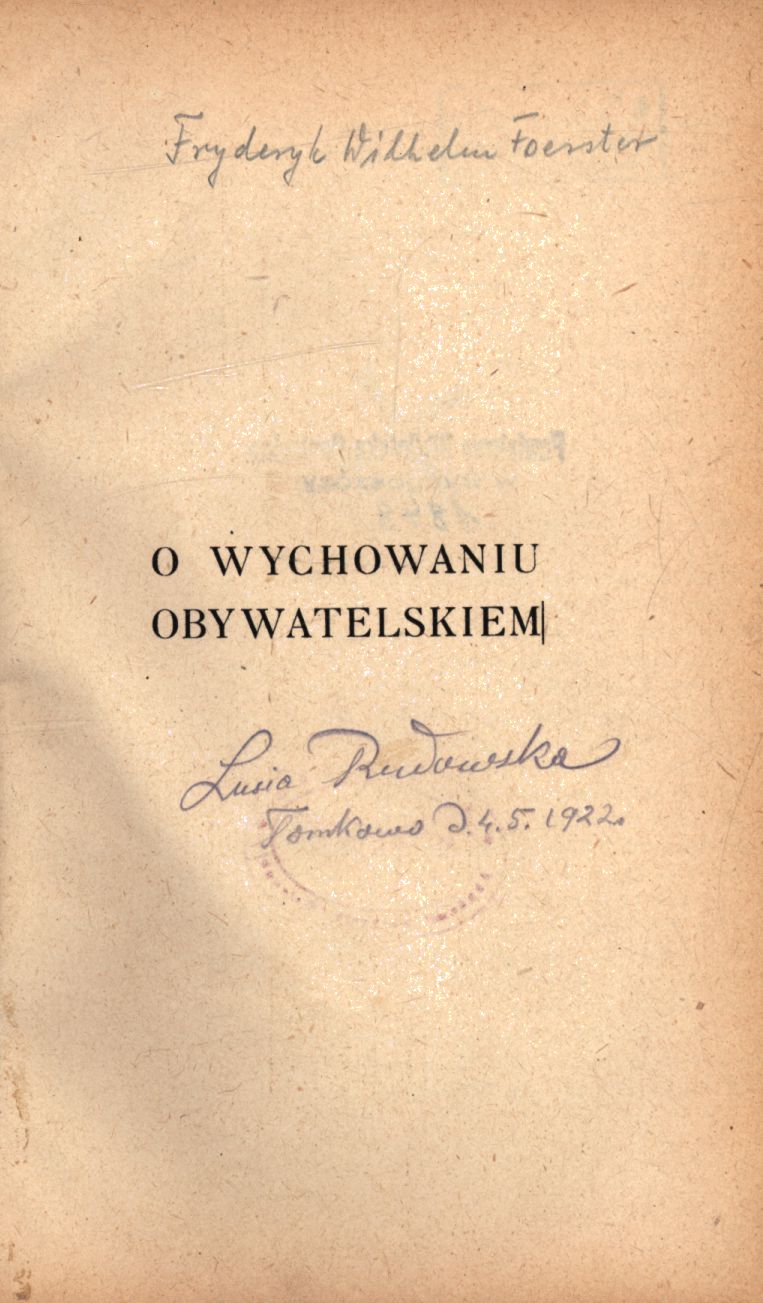 Fryderyk Wilhelm Foerster
O WYCHOWANIU
OBYWATELSKIEM
Lusia Rudowska
Tomkowo D. 4. 5. 1922.